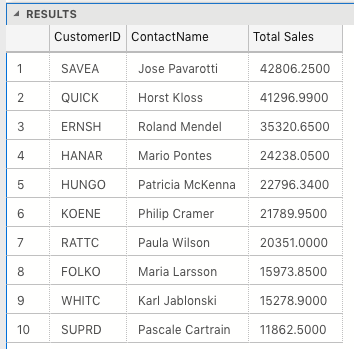 RESULTS
CustomerID ContactName Total Sales
1 SAVEA Jose Pavarotti 42806.2500
2 QUICK Horst Kloss 41296.9900
3 ERNSH Roland Mendel 35320.6500
4 HANAR Mario Pontes 24238.0500
5 HUNGO Patricia McKenna 22796.3400
6 KOENE Philip Cramer 21789.9500
7 RATTC Paula Wilson 20351.0000
8 FOLKO Maria Larsson 15973.8500
9 WHITC Karl Jablonski 15278.9000
10 SUPRD Pascale Cartrain 11862.5000